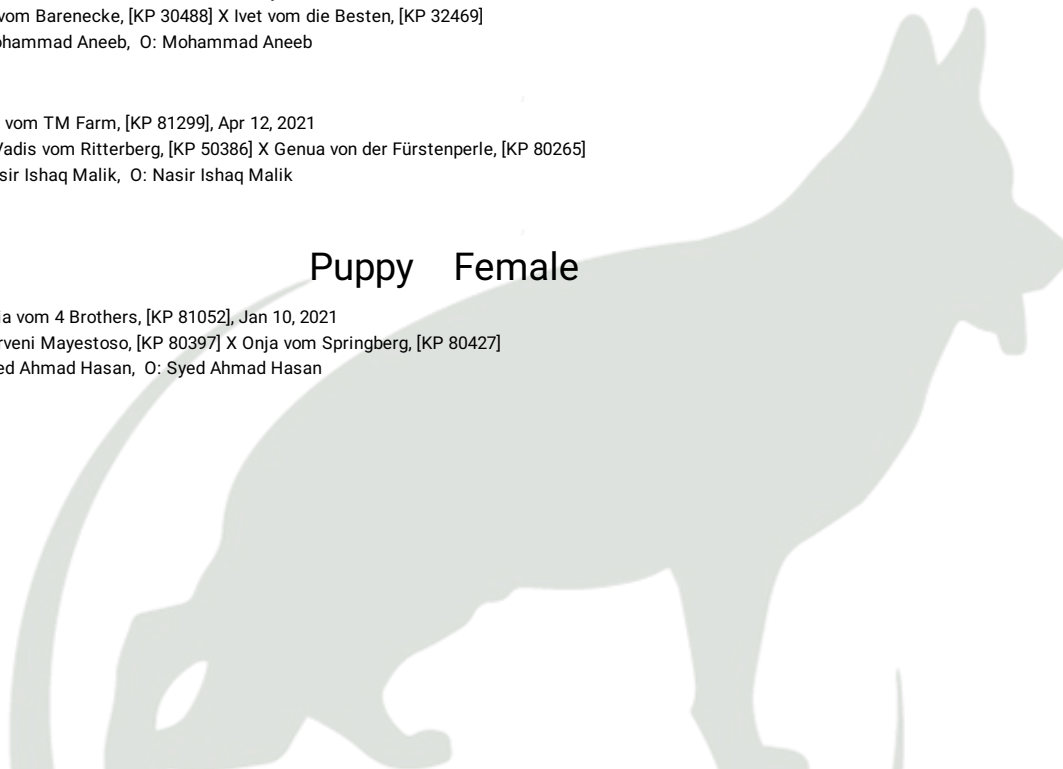 vom Barenecke, [KP 30488] X Ivet vom die Besten, [KP 32469]
ohammad Aneeb, O: Mohammad Aneeb
vom TM Farm, [KP 81299], Apr 12, 2021
Vadis vom Ritterberg, [KP 50386] X Genua von der Fürstenperle, [KP 80265]
sir Ishaq Malik, O: Nasir Ishaq Malik
Puppy Female
ia vom 4 Brothers, [KP 81052], Jan 10, 2021
rveni Mayestoso, [KP 80397] X Onja vom Springberg, [KP 80427]
ed Ahmad Hasan, O: Syed Ahmad Hasan